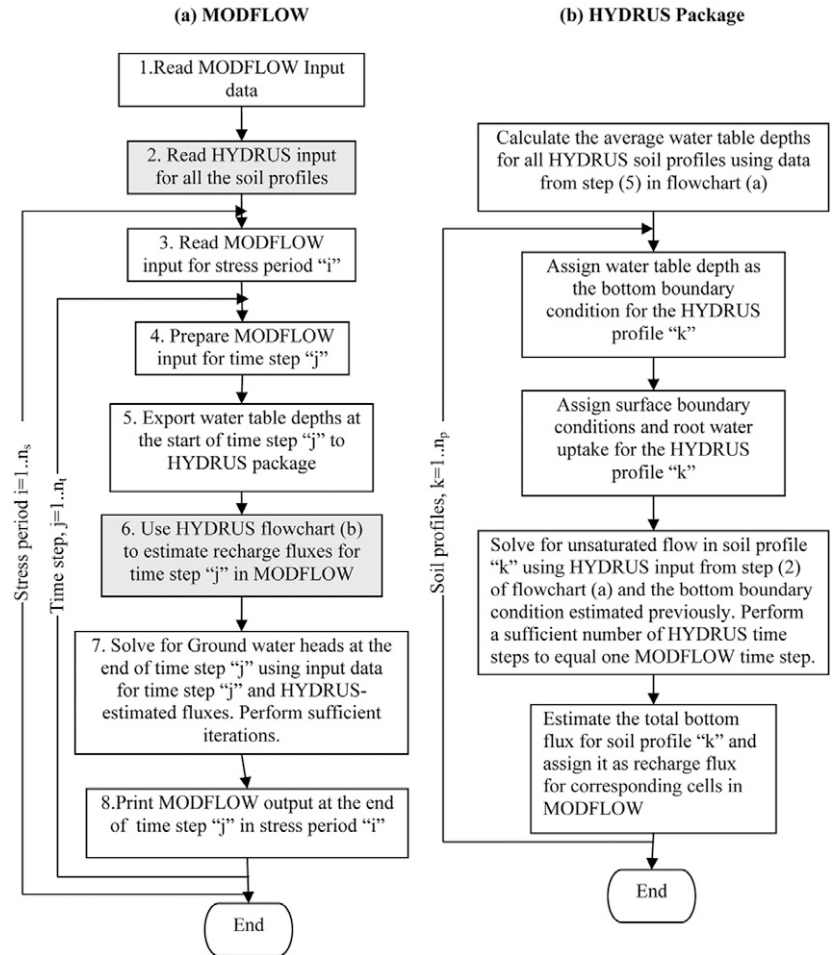 (a) MODFLOW
1.Read MODFLOW Input
data
2. Read HYDRUS input
for all the soil profiles
3. Read MODFLOW
input for stress period “i”
4. Prepare MODFLOW
input for time step “j”
5. Export water table depths at
the start of time step “j” to
HYDRUS package
6. Use HYDRUS flowchart (b)
to estimate recharge fluxes for
time step “j” in MODFLOW
7. Solve for Ground water heads at the
end of time step “j” using input data
for time step “j” and HYDRUS-
estimated fluxes. Perform sufficient
iterations.
8.Print MODFLOW output at the end
of time step “j” in stress period “i”
End
Stress period i=1..ns
Time step, j=1..nt
(b) HYDRUS Package
Calculate the average water table depths
for all HYDRUS soil profiles using data
from step (5) in flowchart (a)
Assign water table depth as
the bottom boundary
condition for the HYDRUS
profile “k”
Assign surface boundary
conditions and root water
uptake for the HYDRUS
profile “k”
Solve for unsaturated flow in soil profile
“k” using HYDRUS input from step (2)
of flowchart (a) and the bottom boundary
condition estimated previously. Perform
a sufficient number of HYDRUS time
steps to equal one MODFLOW time step.
Estimate the total bottom
flux for soil profile “k” and
assign it as recharge flux
for corresponding cells in
MODFLOW
End
Soil profiles, k=1..np